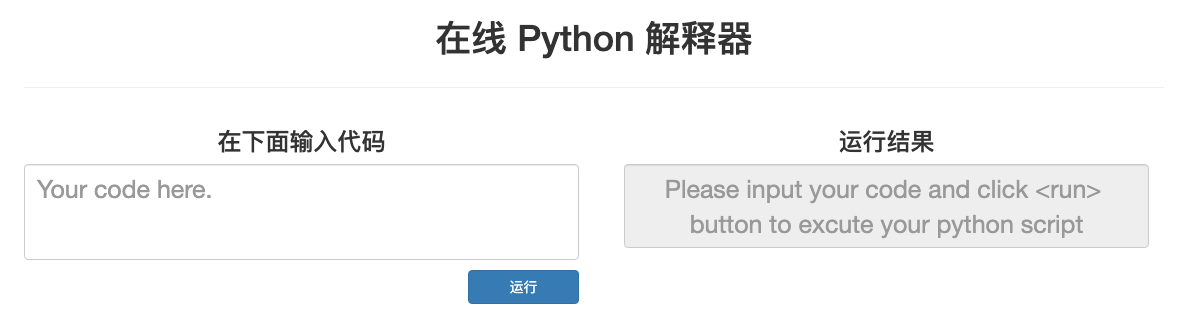 在线 Python 解释器
在下面输入代码
Your code here.
运行
运行结果
Please input your code and click <run>
button to excute your python script